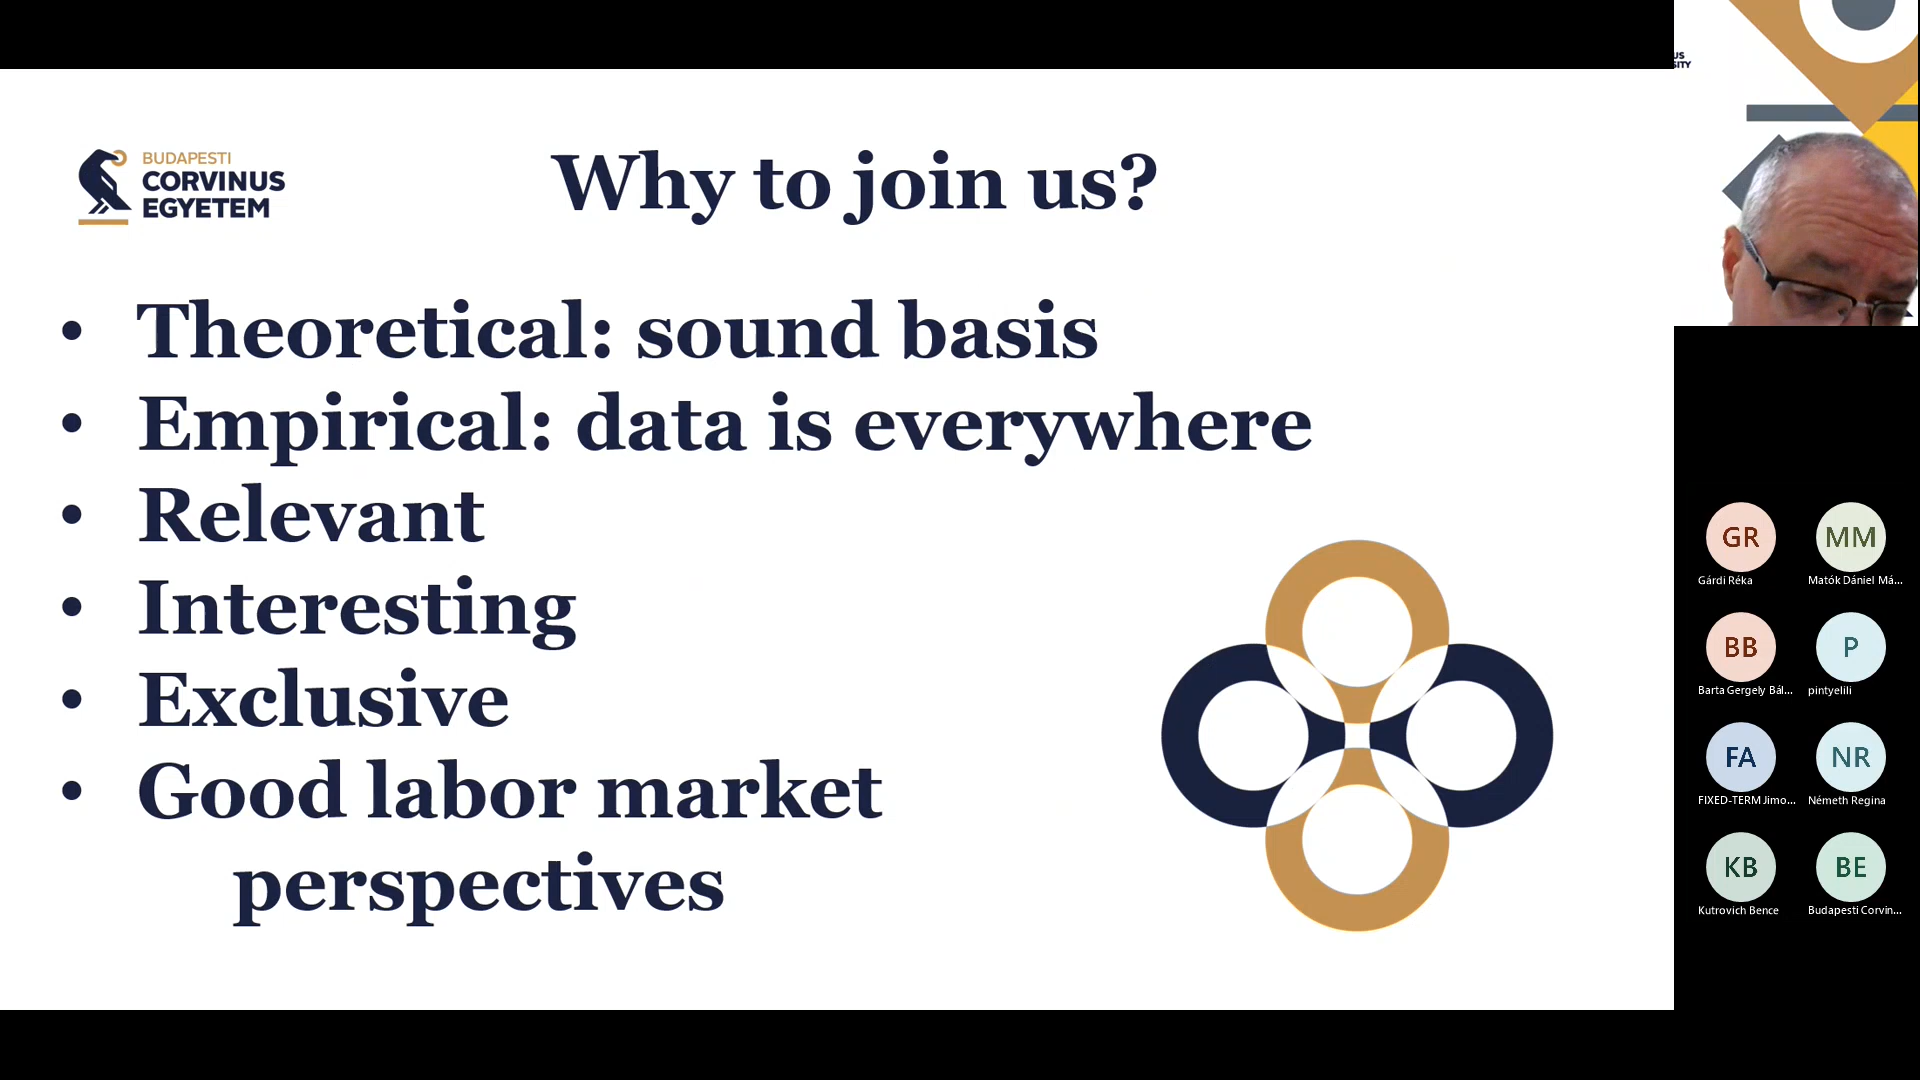 BUDAPESTI
CORVINUS
EGYETEM
Why to join us?
• Theoretical: sound basis
• Empirical: data is everywhere
• Relevant
• Interesting
• Exclusive
• Good labor market
perspectives
US
SITY
GR
MM
Gárdi Réka
Matók Dániel Má...
BB
P
Barta Gergely Bál...
pintyelili
FA
NR
FIXED-TERM Jimo...
Németh Regina
KB
BE
Kutrovich Bence
Budapesti Corvin...